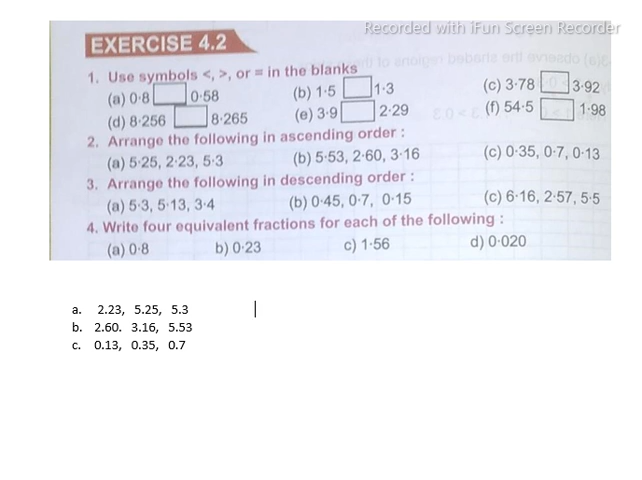 Recorded with iFun Screen Recorder
EXERCISE 4.2
1. Use symbols <, >, or = in the blanks
(a) 0·8 0·58 (b) 1·5 1·3 (c) 3·78 3·92
(d) 8·256 8·265 (e) 3·9 2·29 (f) 54·5 1·98
2. Arrange the following in ascending order :
(a) 5·25, 2·23, 5·3 (b) 5·53, 2·60, 3·16 (c) 0·35, 0·7, 0·13
3. Arrange the following in descending order :
(a) 5·3, 5·13, 3·4 (b) 0·45, 0·7, 0·15 (c) 6·16, 2·57, 5·5
4. Write four equivalent fractions for each of the following :
(a) 0·8 b) 0·23 c) 1·56 d) 0·020
a. 2.23, 5.25, 5.3
b. 2.60. 3.16, 5.53
c. 0.13, 0.35, 0.7